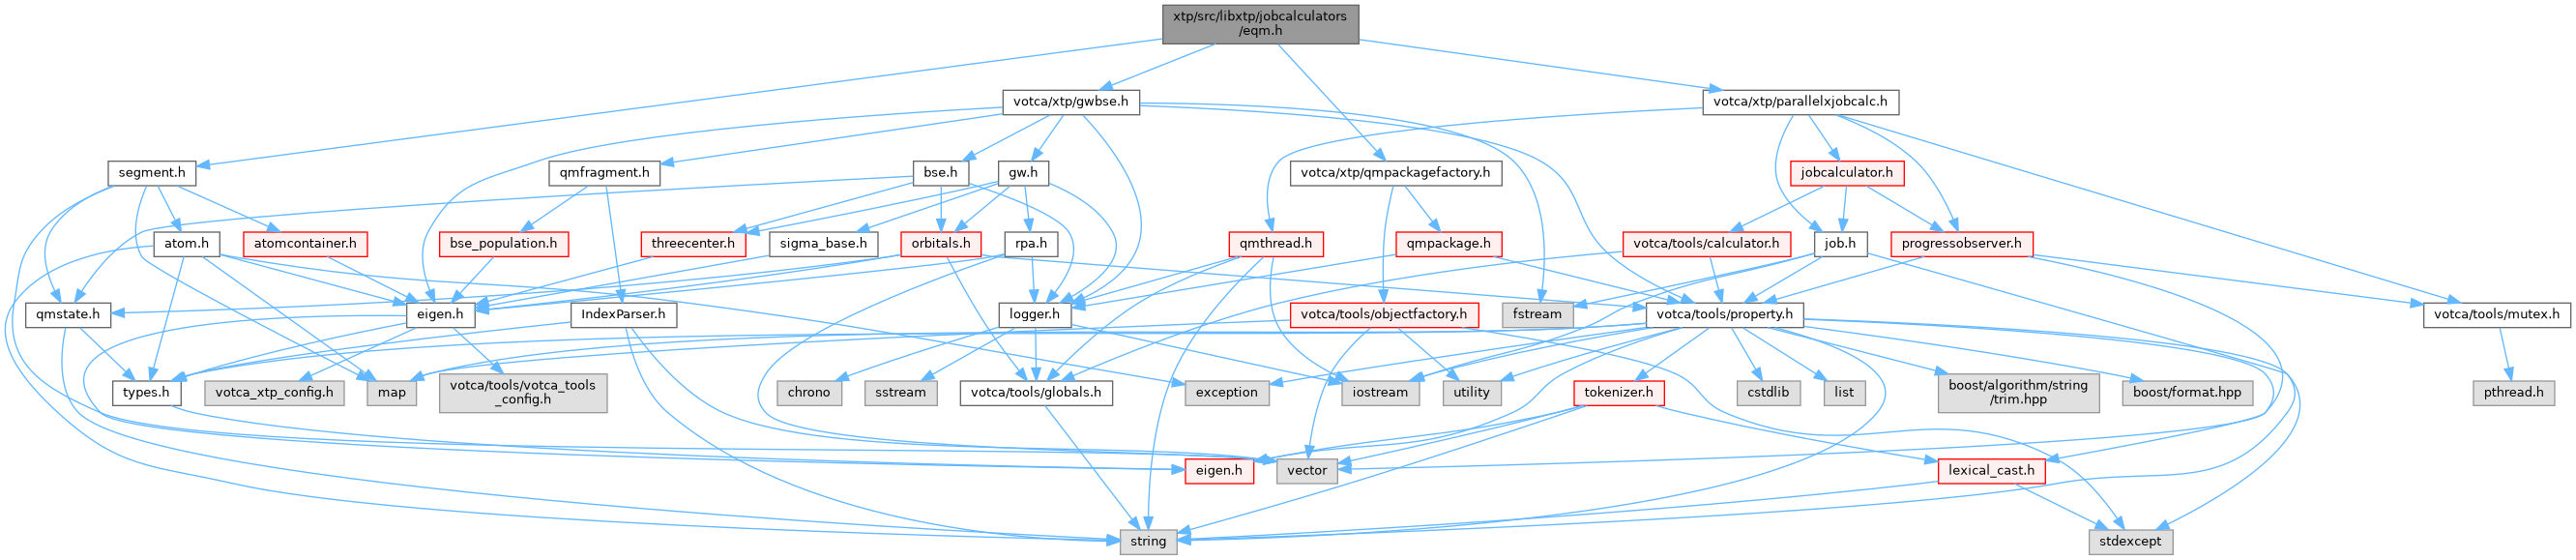 xtp/src/libxtp/jobcalculators
/eqm.h
votca/xtp/gwbse.h
votca/xtp/parallelxjobcalc.h
segment.h
qmfragment.h
bse.h
gw.h
votca/xtp/qmpackagefactory.h
jobcalculator.h
atom.h
atomcontainer.h
bse_population.h
threecenter.h
sigma_base.h
orbitals.h
rpa.h
qmthread.h
qmpackage.h
votca/tools/calculator.h
job.h
progressobserver.h
qmstate.h
eigen.h
IndexParser.h
logger.h
votca/tools/objectfactory.h
fstream
votca/tools/property.h
votca/tools/mutex.h
types.h
votca_xtp_config.h
map
votca/tools/votca_tools
_config.h
chrono
sstream
votca/tools/globals.h
exception
iostream
utility
tokenizer.h
cstdlib
list
boost/algorithm/string
/trim.hpp
boost/format.hpp
pthread.h
eigen.h
vector
lexical_cast.h
string
stdexcept